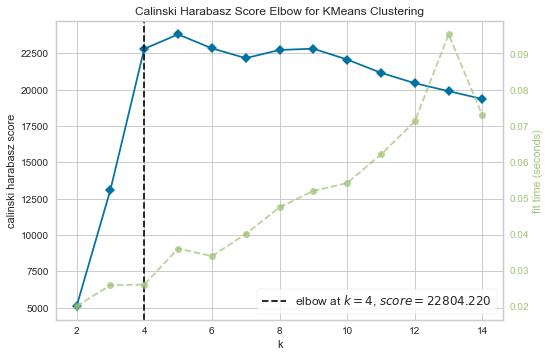 Calinski Harabasz Score Elbow for KMeans Clustering
calinski harabasz score
22500
20000
17500
15000
12500
10000
7500
5000
0.09
0.08
0.07
0.06
0.05
0.04
0.03
0.02
fit time (seconds)
elbow at k = 4, score = 22804.220
2 4 6 8 10 12 14
k